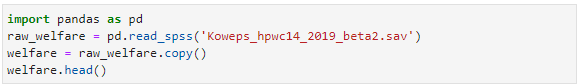 import pandas as pd
raw_welfare = pd.read_spss('Koweps_hpwc14_2019_beta2.sav')
welfare = raw_welfare.copy()
welfare.head()